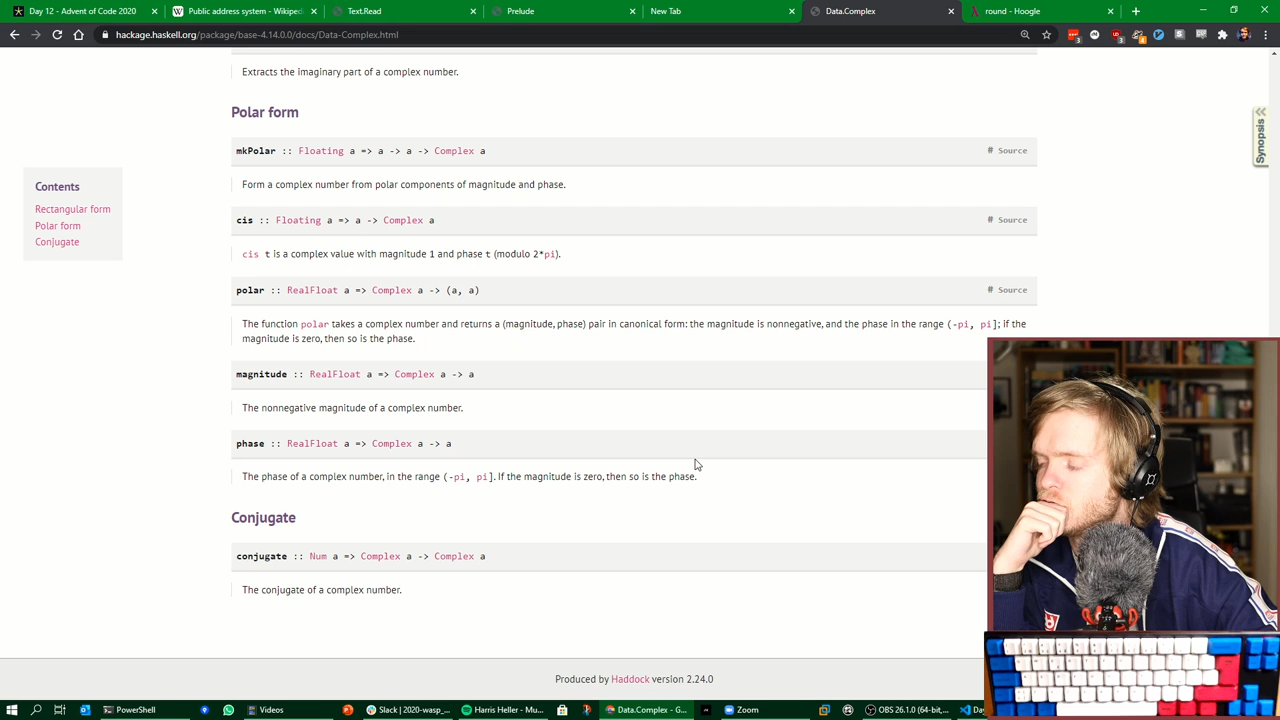 Day 12 - Advent of Code 2020
Public address system - Wikiped
Text.Read
Prelude
New Tab
Data.Complex
round - Hoogle
hackage.haskell.org/package/base-4.14.0.0/docs/Data-Complex.html
Extracts the imaginary part of a complex number.
Polar form
mkPolar :: Floating a => a -> a -> Complex a
# Source
Form a complex number from polar components of magnitude and phase.
cis :: Floating a => a -> Complex a
# Source
cis t is a complex value with magnitude 1 and phase t (modulo 2*pi).
polar :: RealFloat a => Complex a -> (a, a)
# Source
The function polar takes a complex number and returns a (magnitude, phase) pair in canonical form: the magnitude is nonnegative, and the phase in the range (-pi, pi]; if the
magnitude is zero, then so is the phase.
magnitude :: RealFloat a => Complex a -> a
The nonnegative magnitude of a complex number.
phase :: RealFloat a => Complex a -> a
The phase of a complex number, in the range (-pi, pi]. If the magnitude is zero, then so is the phase.
Conjugate
conjugate :: Num a => Complex a -> Complex a
The conjugate of a complex number.
Contents
Rectangular form
Polar form
Conjugate
Synopsis
Produced by Haddock version 2.24.0
PowerShell
Videos
Slack | 2020-wasp_...
Harris Heller - Mu...
Data.Complex - G...
Zoom
OBS 26.1.0 (64-bit,...